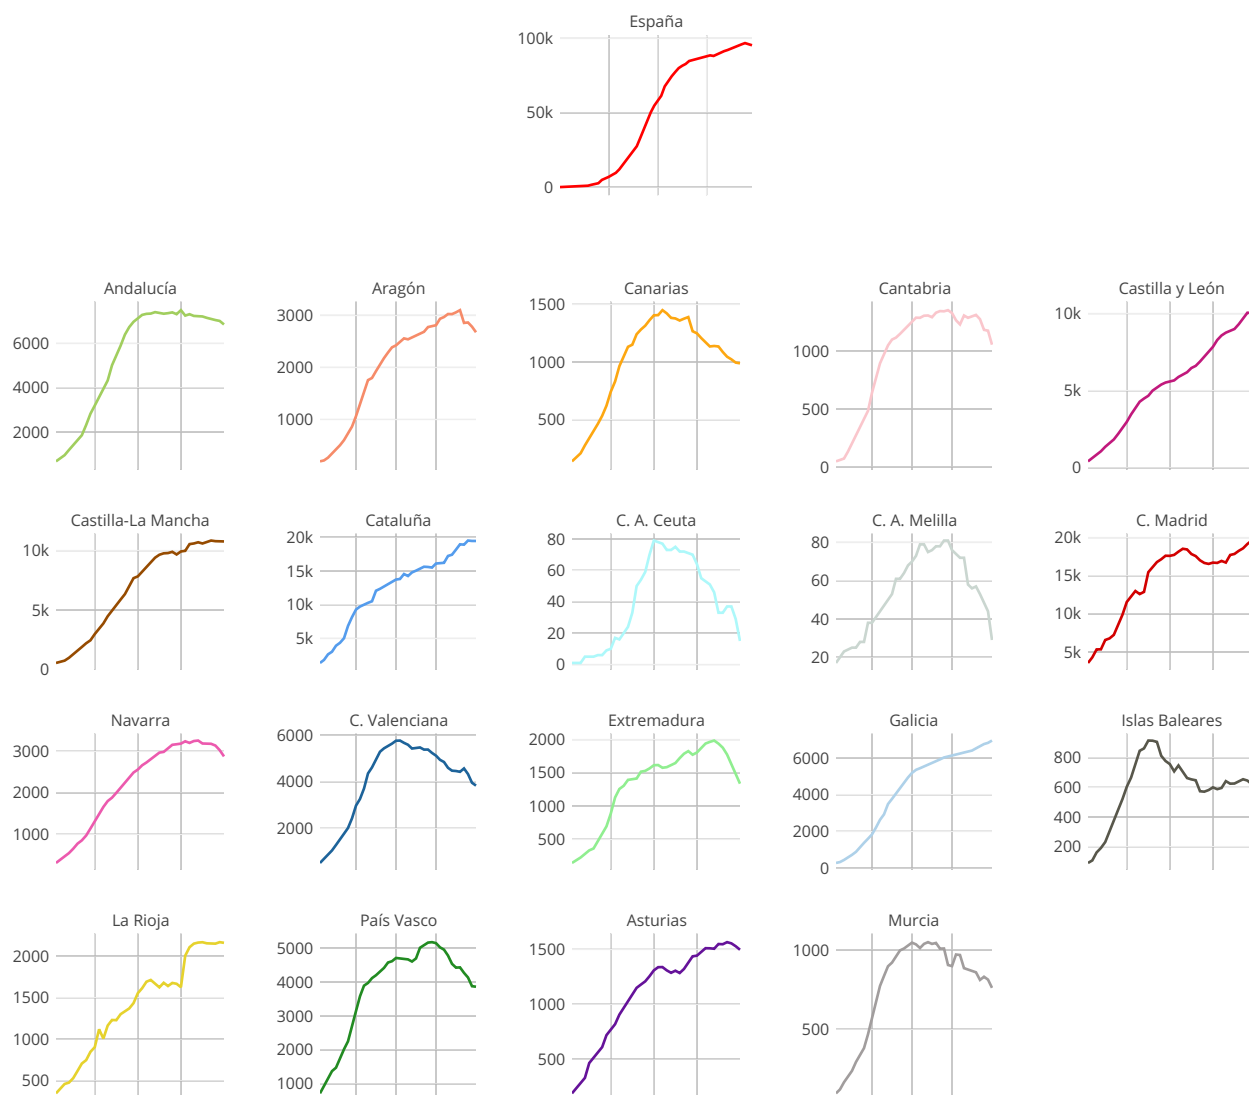 España
100k
50k
0
Andalucía
Aragón
Canarias
Cantabria
Castilla y León
6000
4000
2000
3000
2000
1000
1500
1000
500
1000
500
0
10k
5k
0
Castilla-La Mancha
Cataluña
C. A. Ceuta
C. A. Melilla
C. Madrid
10k
5k
0
20k
15k
10k
5k
80
60
40
20
0
80
60
40
20
20k
15k
10k
5k
Navarra
C. Valenciana
Extremadura
Galicia
Islas Baleares
3000
2000
1000
6000
4000
2000
2000
1500
1000
500
6000
4000
2000
0
800
600
400
200
La Rioja
País Vasco
Asturias
Murcia
2000
1500
1000
500
5000
4000
3000
2000
1000
1500
1000
500
1000
500